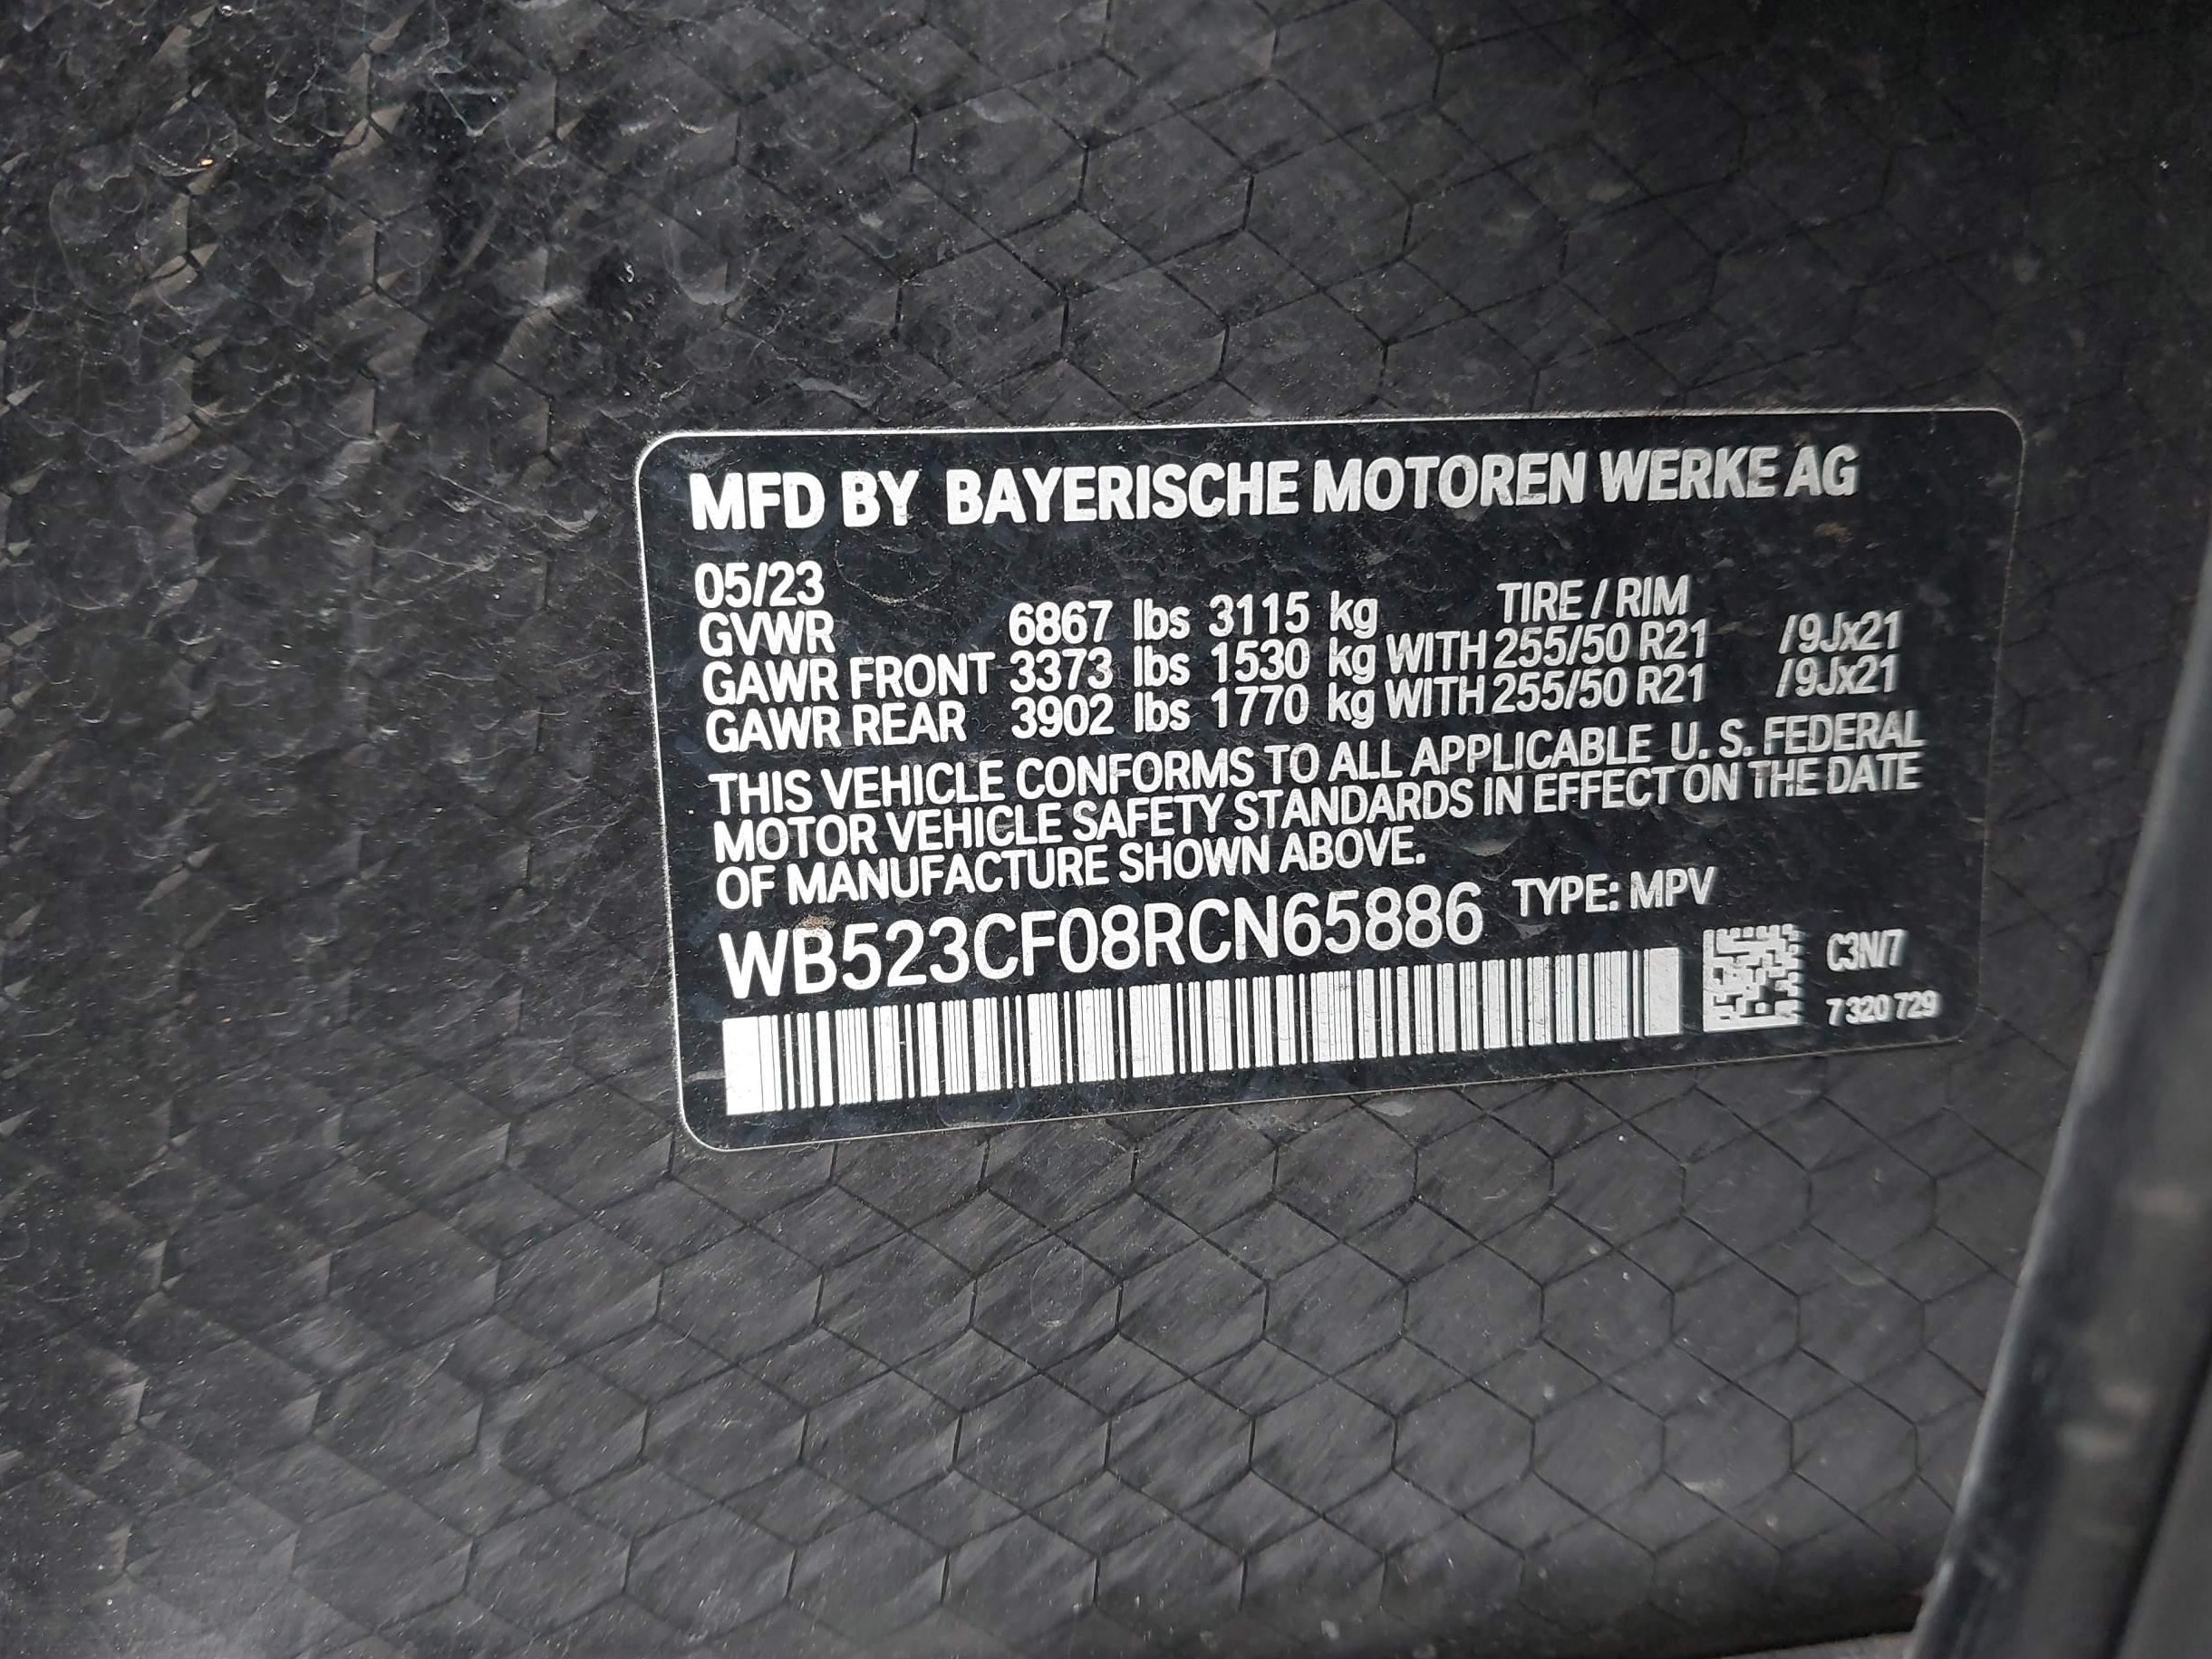 MFD BY BAYERISCHE MOTOREN WERKE AG
05/23 TIRE / RIM
GVWR 6867 lbs 3115 kg
GAWR FRONT 3373 lbs 1530 kg WITH 255/50 R21 /9Jx21
GAWR REAR 3902 lbs 1770 kg WITH 255/50 R21 /9Jx21
THIS VEHICLE CONFORMS TO ALL APPLICABLE U. S. FEDERAL
MOTOR VEHICLE SAFETY STANDARDS IN EFFECT ON THE DATE
OF MANUFACTURE SHOWN ABOVE.
WB523CF08RCN65886 TYPE: MPV
C3N/7
7 320 729